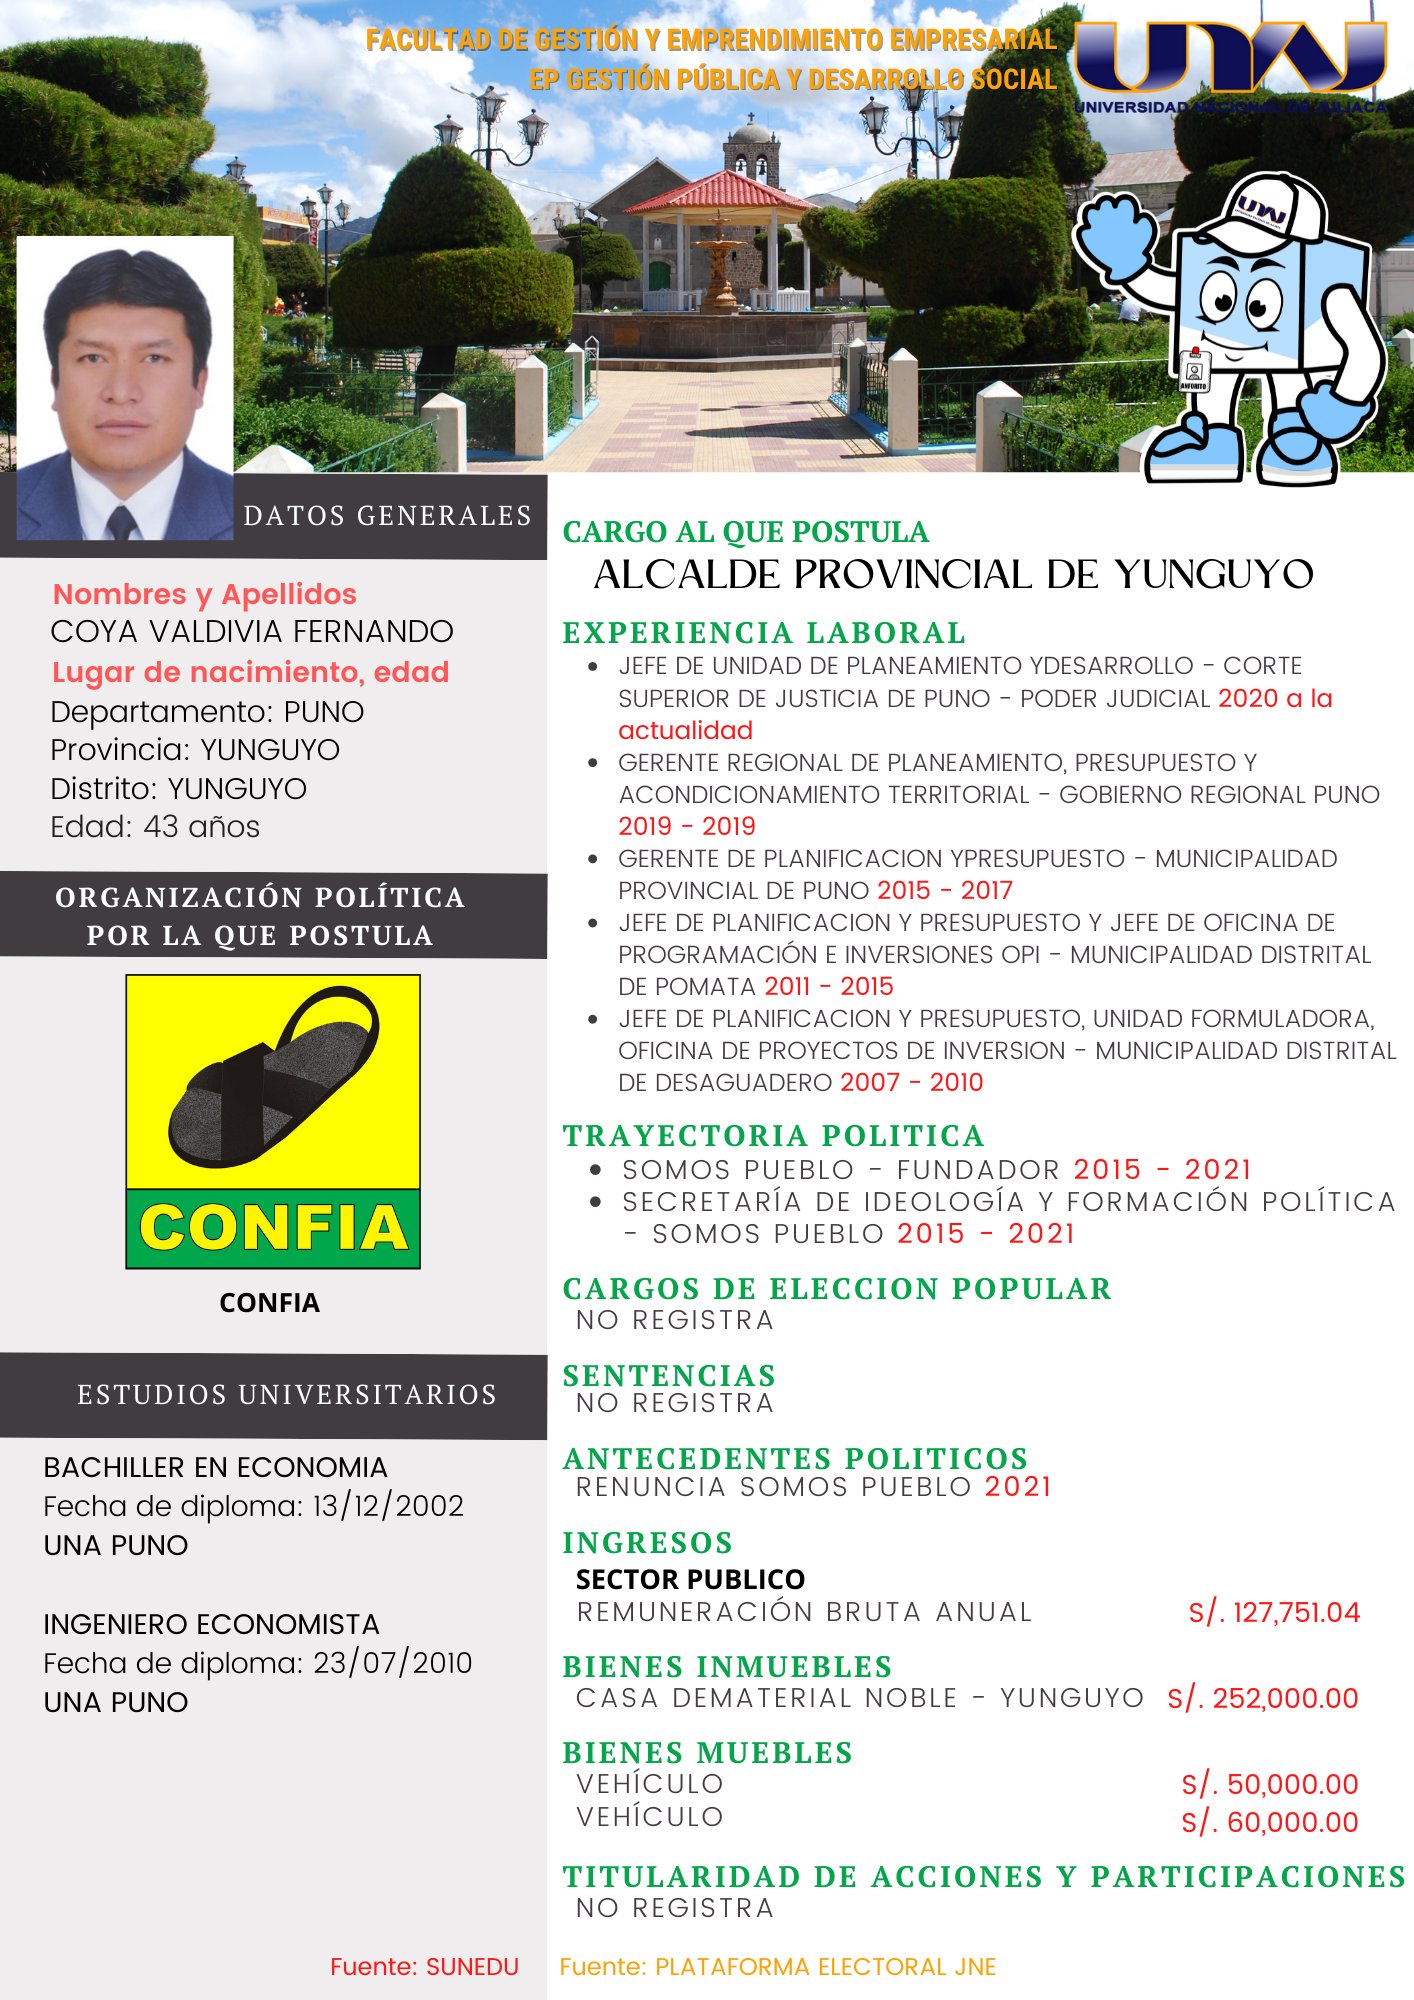 FACULTAD DE GESTIÓN Y EMPRENDIMIENTO EMPRESARIAL
EP GESTIÓN PÚBLICA Y DESARROLLO SOCIAL
UNAJ
UNIVERSIDAD NACIONAL DE JULIACA
UNAJ
ANFORITO
DATOS GENERALES
Nombres y Apellidos
COYA VALDIVIA FERNANDO
Lugar de nacimiento, edad
Departamento: PUNO
Provincia: YUNGUYO
Distrito: YUNGUYO
Edad: 43 años
ORGANIZACIÓN POLÍTICA
POR LA QUE POSTULA
CONFIA
CONFIA
ESTUDIOS UNIVERSITARIOS
BACHILLER EN ECONOMIA
Fecha de diploma: 13/12/2002
UNA PUNO
INGENIERO ECONOMISTA
Fecha de diploma: 23/07/2010
UNA PUNO
Fuente: SUNEDU
CARGO AL QUE POSTULA
ALCALDE PROVINCIAL DE YUNGUYO
EXPERIENCIA LABORAL
• JEFE DE UNIDAD DE PLANEAMIENTO YDESARROLLO - CORTE
SUPERIOR DE JUSTICIA DE PUNO - PODER JUDICIAL 2020 a la
actualidad
• GERENTE REGIONAL DE PLANEAMIENTO, PRESUPUESTO Y
ACONDICIONAMIENTO TERRITORIAL - GOBIERNO REGIONAL PUNO
2019 - 2019
• GERENTE DE PLANIFICACION YPRESUPUESTO - MUNICIPALIDAD
PROVINCIAL DE PUNO 2015 - 2017
• JEFE DE PLANIFICACION Y PRESUPUESTO Y JEFE DE OFICINA DE
PROGRAMACIÓN E INVERSIONES OPI - MUNICIPALIDAD DISTRITAL
DE POMATA 2011 - 2015
• JEFE DE PLANIFICACION Y PRESUPUESTO, UNIDAD FORMULADORA,
OFICINA DE PROYECTOS DE INVERSION - MUNICIPALIDAD DISTRITAL
DE DESAGUADERO 2007 - 2010
TRAYECTORIA POLITICA
• SOMOS PUEBLO - FUNDADOR 2015 - 2021
• SECRETARÍA DE IDEOLOGÍA Y FORMACIÓN POLÍTICA
- SOMOS PUEBLO 2015 - 2021
CARGOS DE ELECCION POPULAR
NO REGISTRA
SENTENCIAS
NO REGISTRA
ANTECEDENTES POLITICOS
RENUNCIA SOMOS PUEBLO 2021
INGRESOS
SECTOR PUBLICO
REMUNERACIÓN BRUTA ANUAL S/. 127,751.04
BIENES INMUEBLES
CASA DEMATERIAL NOBLE - YUNGUYO S/. 252,000.00
BIENES MUEBLES
VEHÍCULO S/. 50,000.00
VEHÍCULO S/. 60,000.00
TITULARIDAD DE ACCIONES Y PARTICIPACIONES
NO REGISTRA
Fuente: PLATAFORMA ELECTORAL JNE